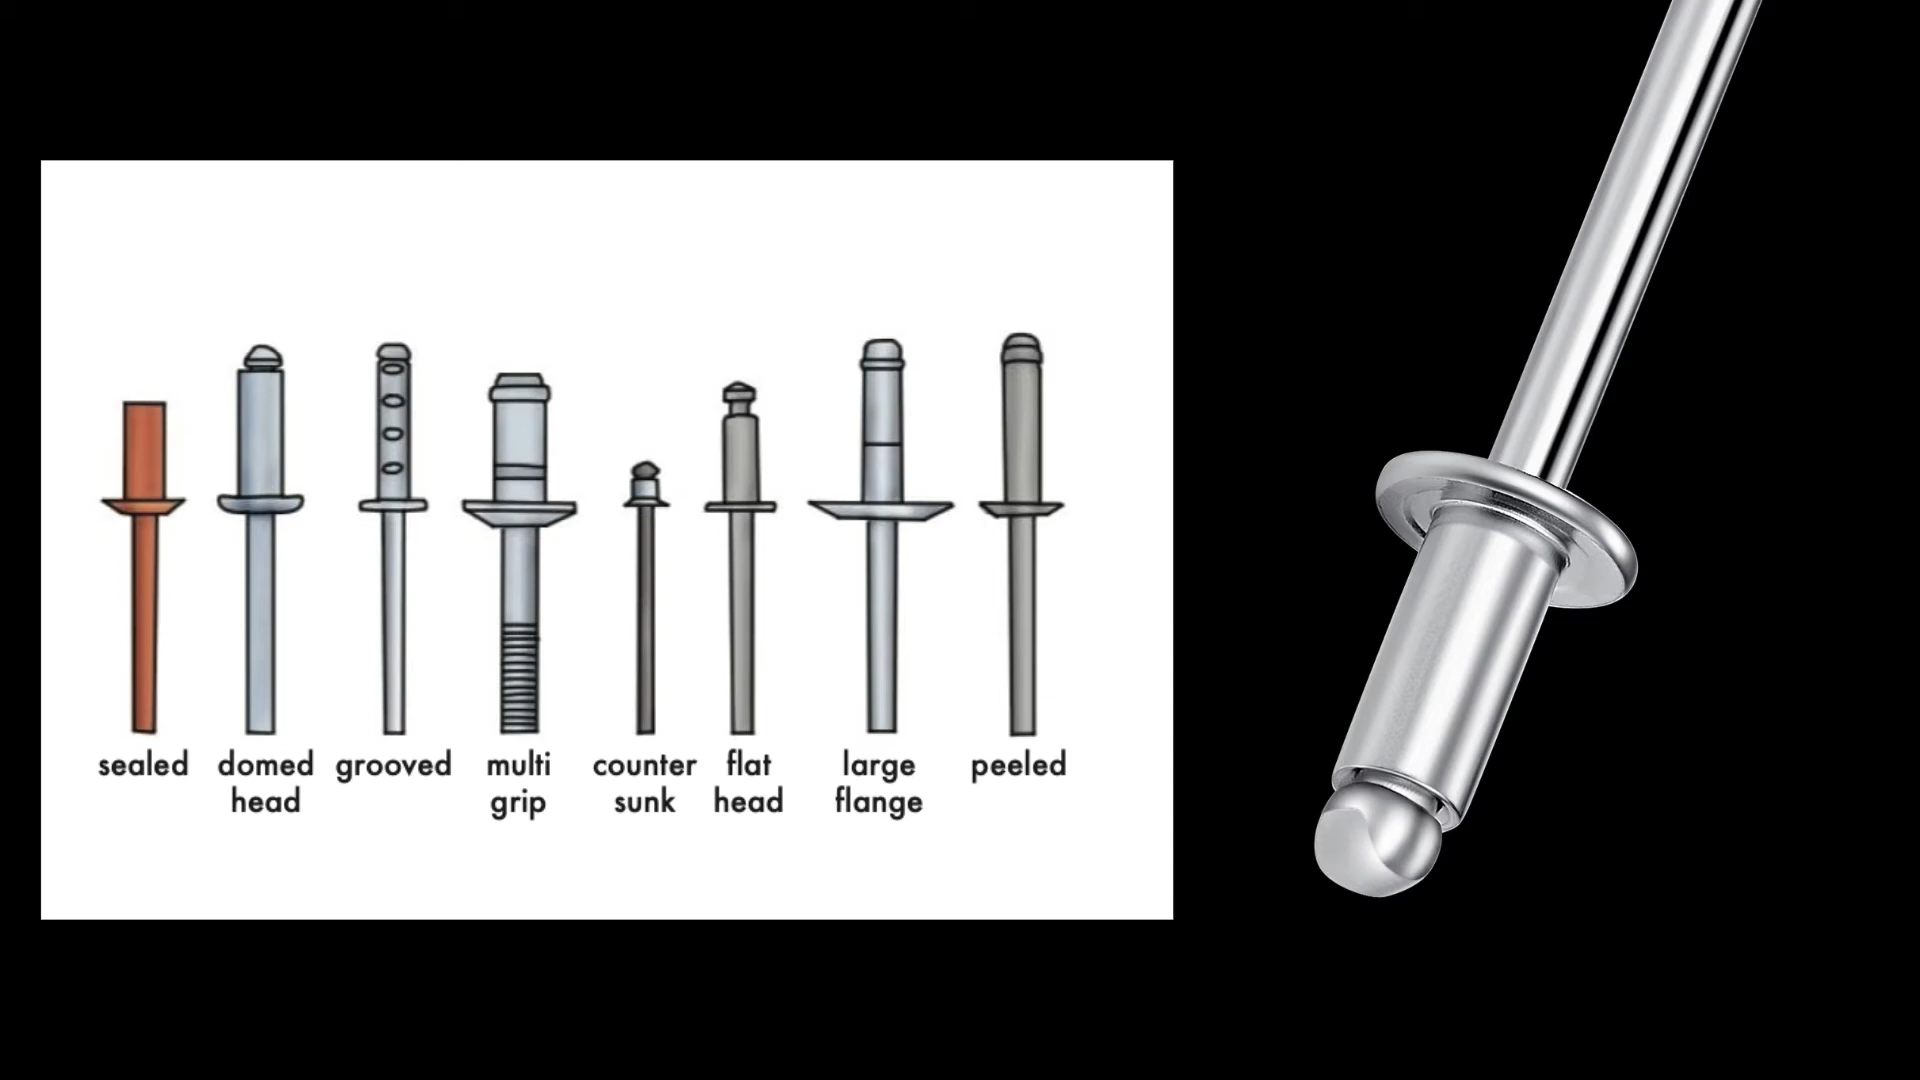 sealed
domed
head
grooved
multi
grip
counter
sunk
flat
head
large
flange
peeled